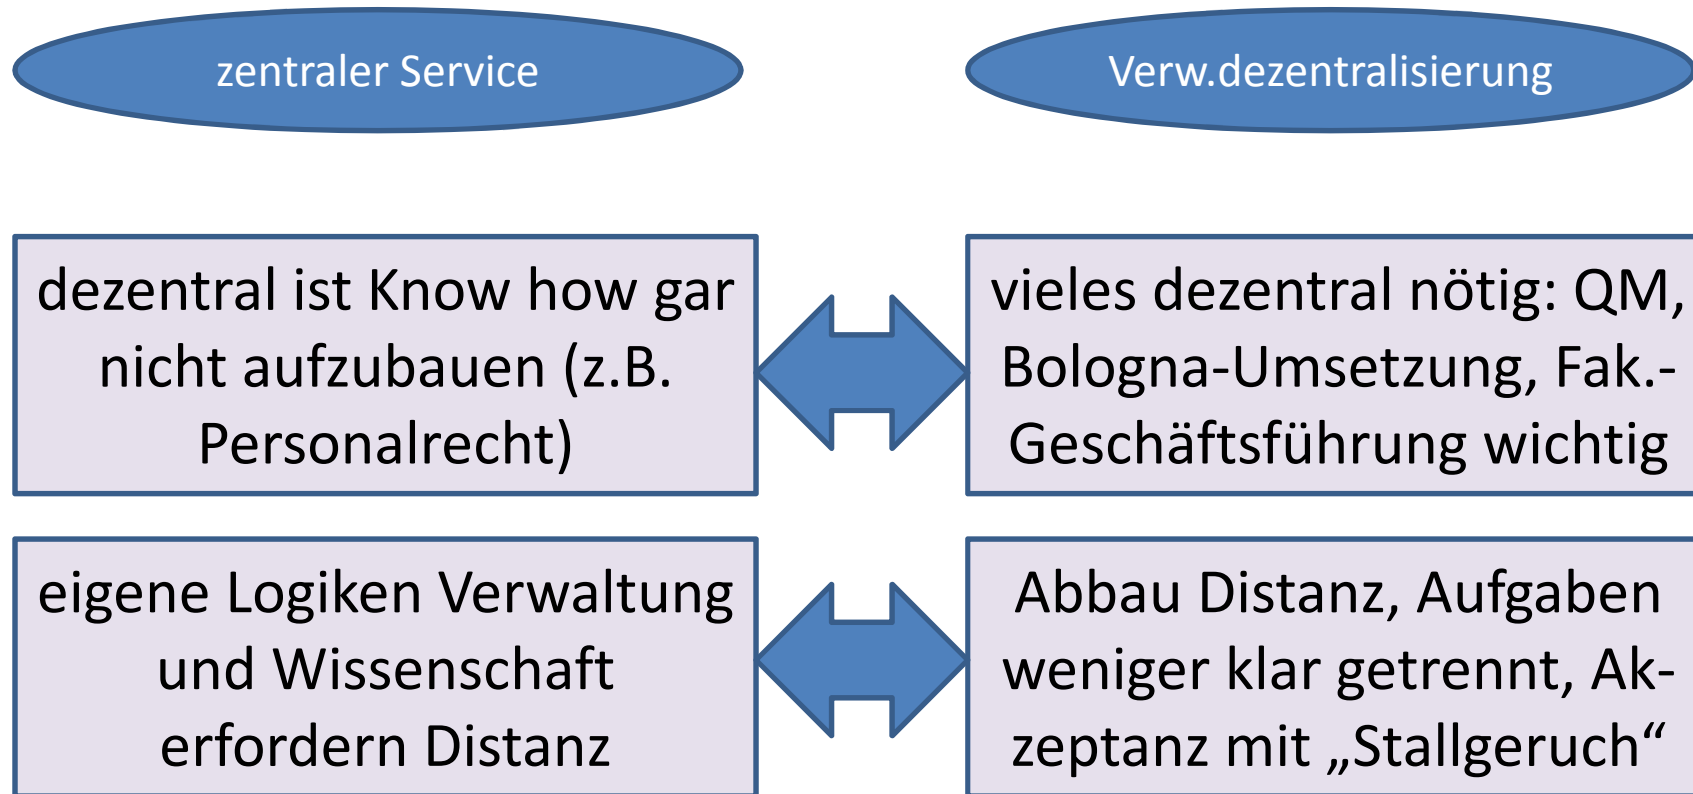 zentraler Service
Verw.dezentralisierung
dezentral ist Know how gar
nicht aufzubauen (z.B.
Personalrecht)
vieles dezentral nötig: QM,
Bologna-Umsetzung, Fak.-
Geschäftsführung wichtig
eigene Logiken Verwaltung
und Wissenschaft
erfordern Distanz
Abbau Distanz, Aufgaben
weniger klar getrennt, Ak-
zeptanz mit „Stallgeruch“